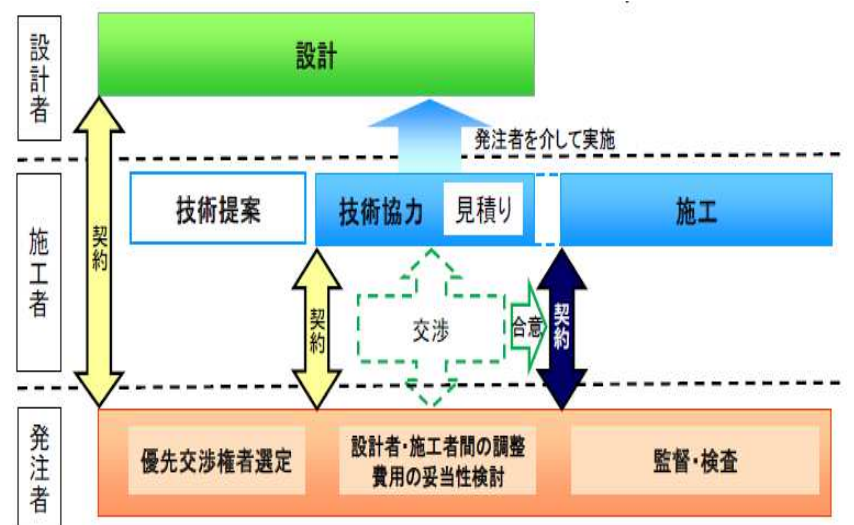 設計者
設計
発注者を介して実施
施工者
技術提案
技術協力
見積り
施工
契約
契約
交渉
合意
契約
発注者
優先交渉権者選定
設計者・施工者間の調整
費用の妥当性検討
監督・検査